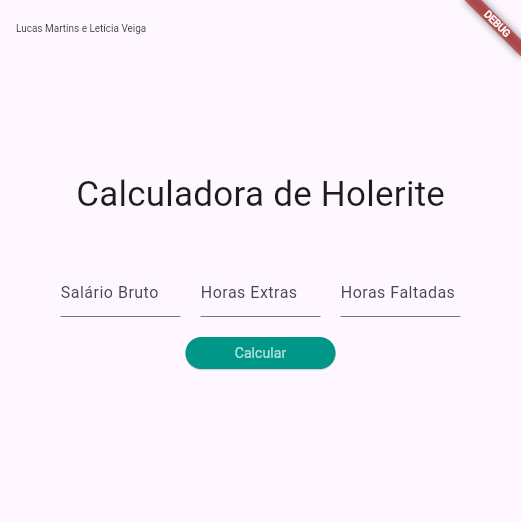 Lucas Martins e Letícia Veiga
DEBUG
Calculadora de Holerite
Salário Bruto
Horas Extras
Horas Faltadas
Calcular